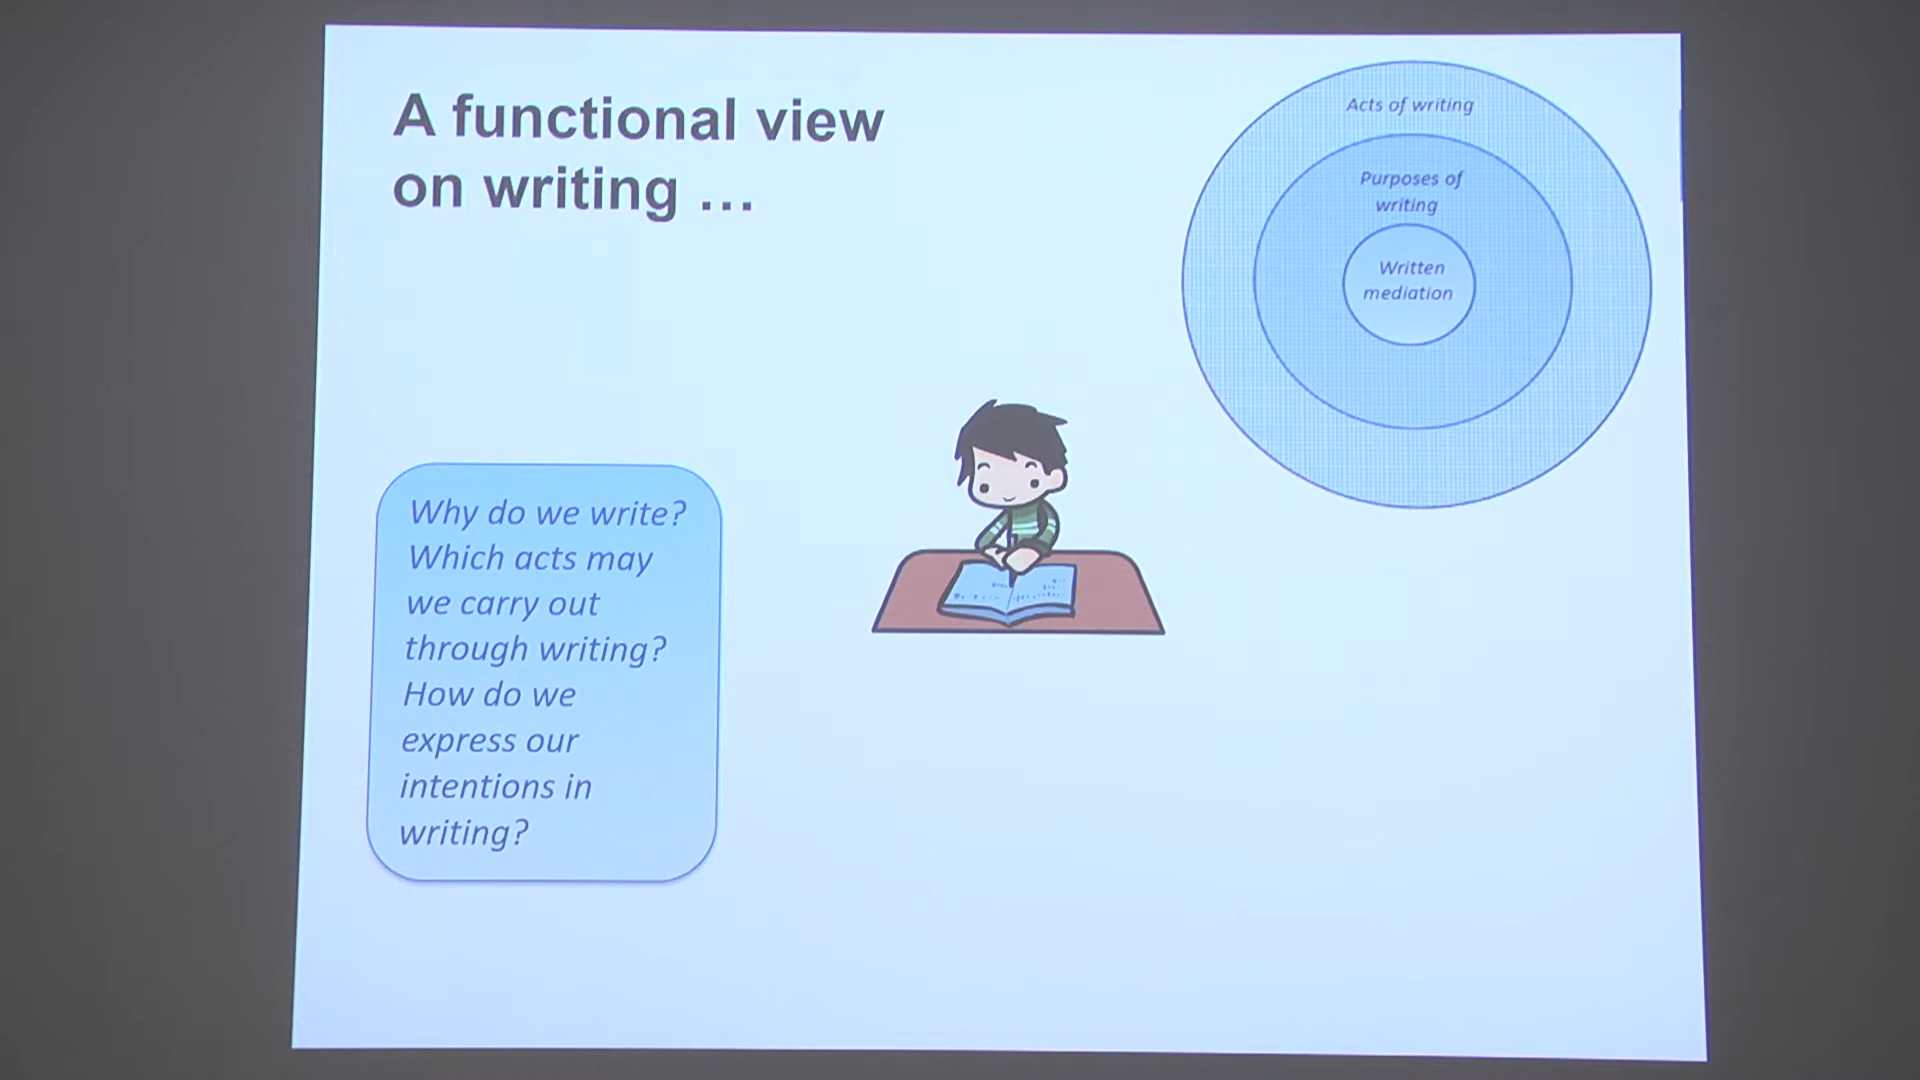 A functional view
on writing ...
Acts of writing
Purposes of
writing
Written
mediation
Why do we write?
Which acts may
we carry out
through writing?
How do we
express our
intentions in
writing?